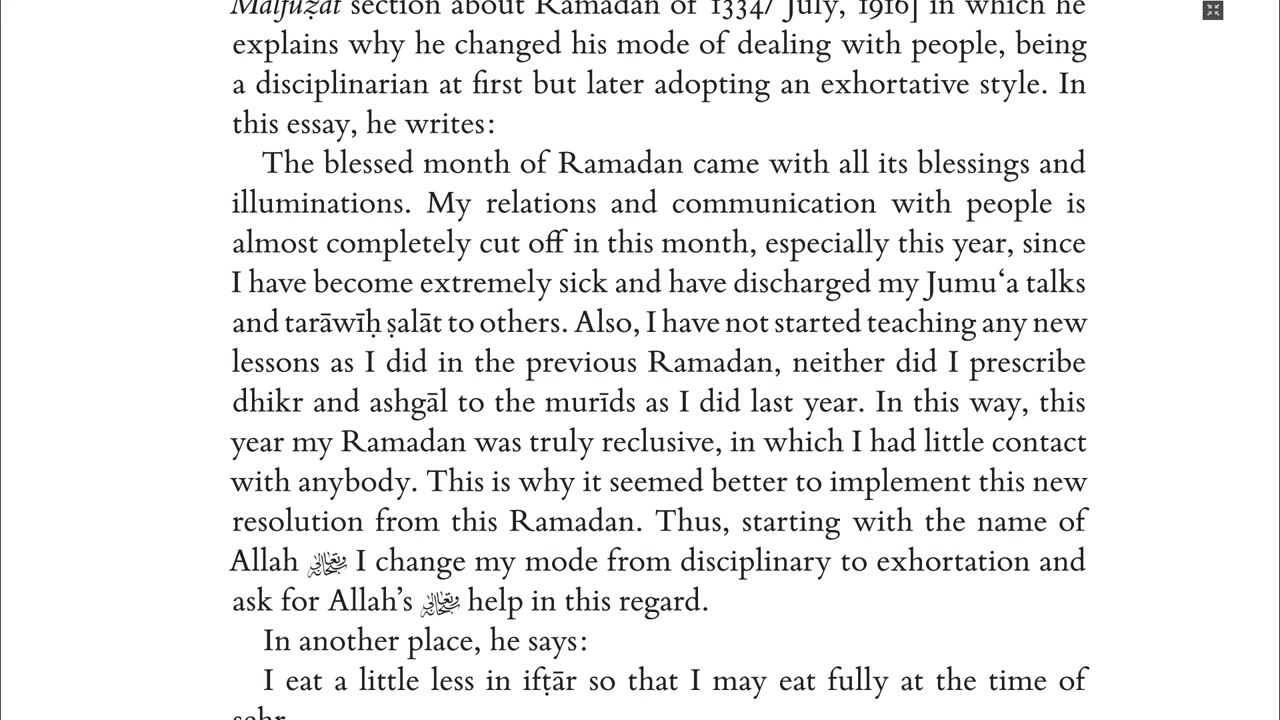 Malfūẓāt section about Ramadan of 1334/ July, 1916] in which he
explains why he changed his mode of dealing with people, being
a disciplinarian at first but later adopting an exhortative style. In
this essay, he writes:
The blessed month of Ramadan came with all its blessings and
illuminations. My relations and communication with people is
almost completely cut off in this month, especially this year, since
I have become extremely sick and have discharged my Jumu‘a talks
and tarāwīḥ ṣalāt to others. Also, I have not started teaching any new
lessons as I did in the previous Ramadan, neither did I prescribe
dhikr and ashgāl to the murīds as I did last year. In this way, this
year my Ramadan was truly reclusive, in which I had little contact
with anybody. This is why it seemed better to implement this new
resolution from this Ramadan. Thus, starting with the name of
Allah I change my mode from disciplinary to exhortation and
ask for Allah’s help in this regard.
In another place, he says:
I eat a little less in ifṭār so that I may eat fully at the time of
sehr